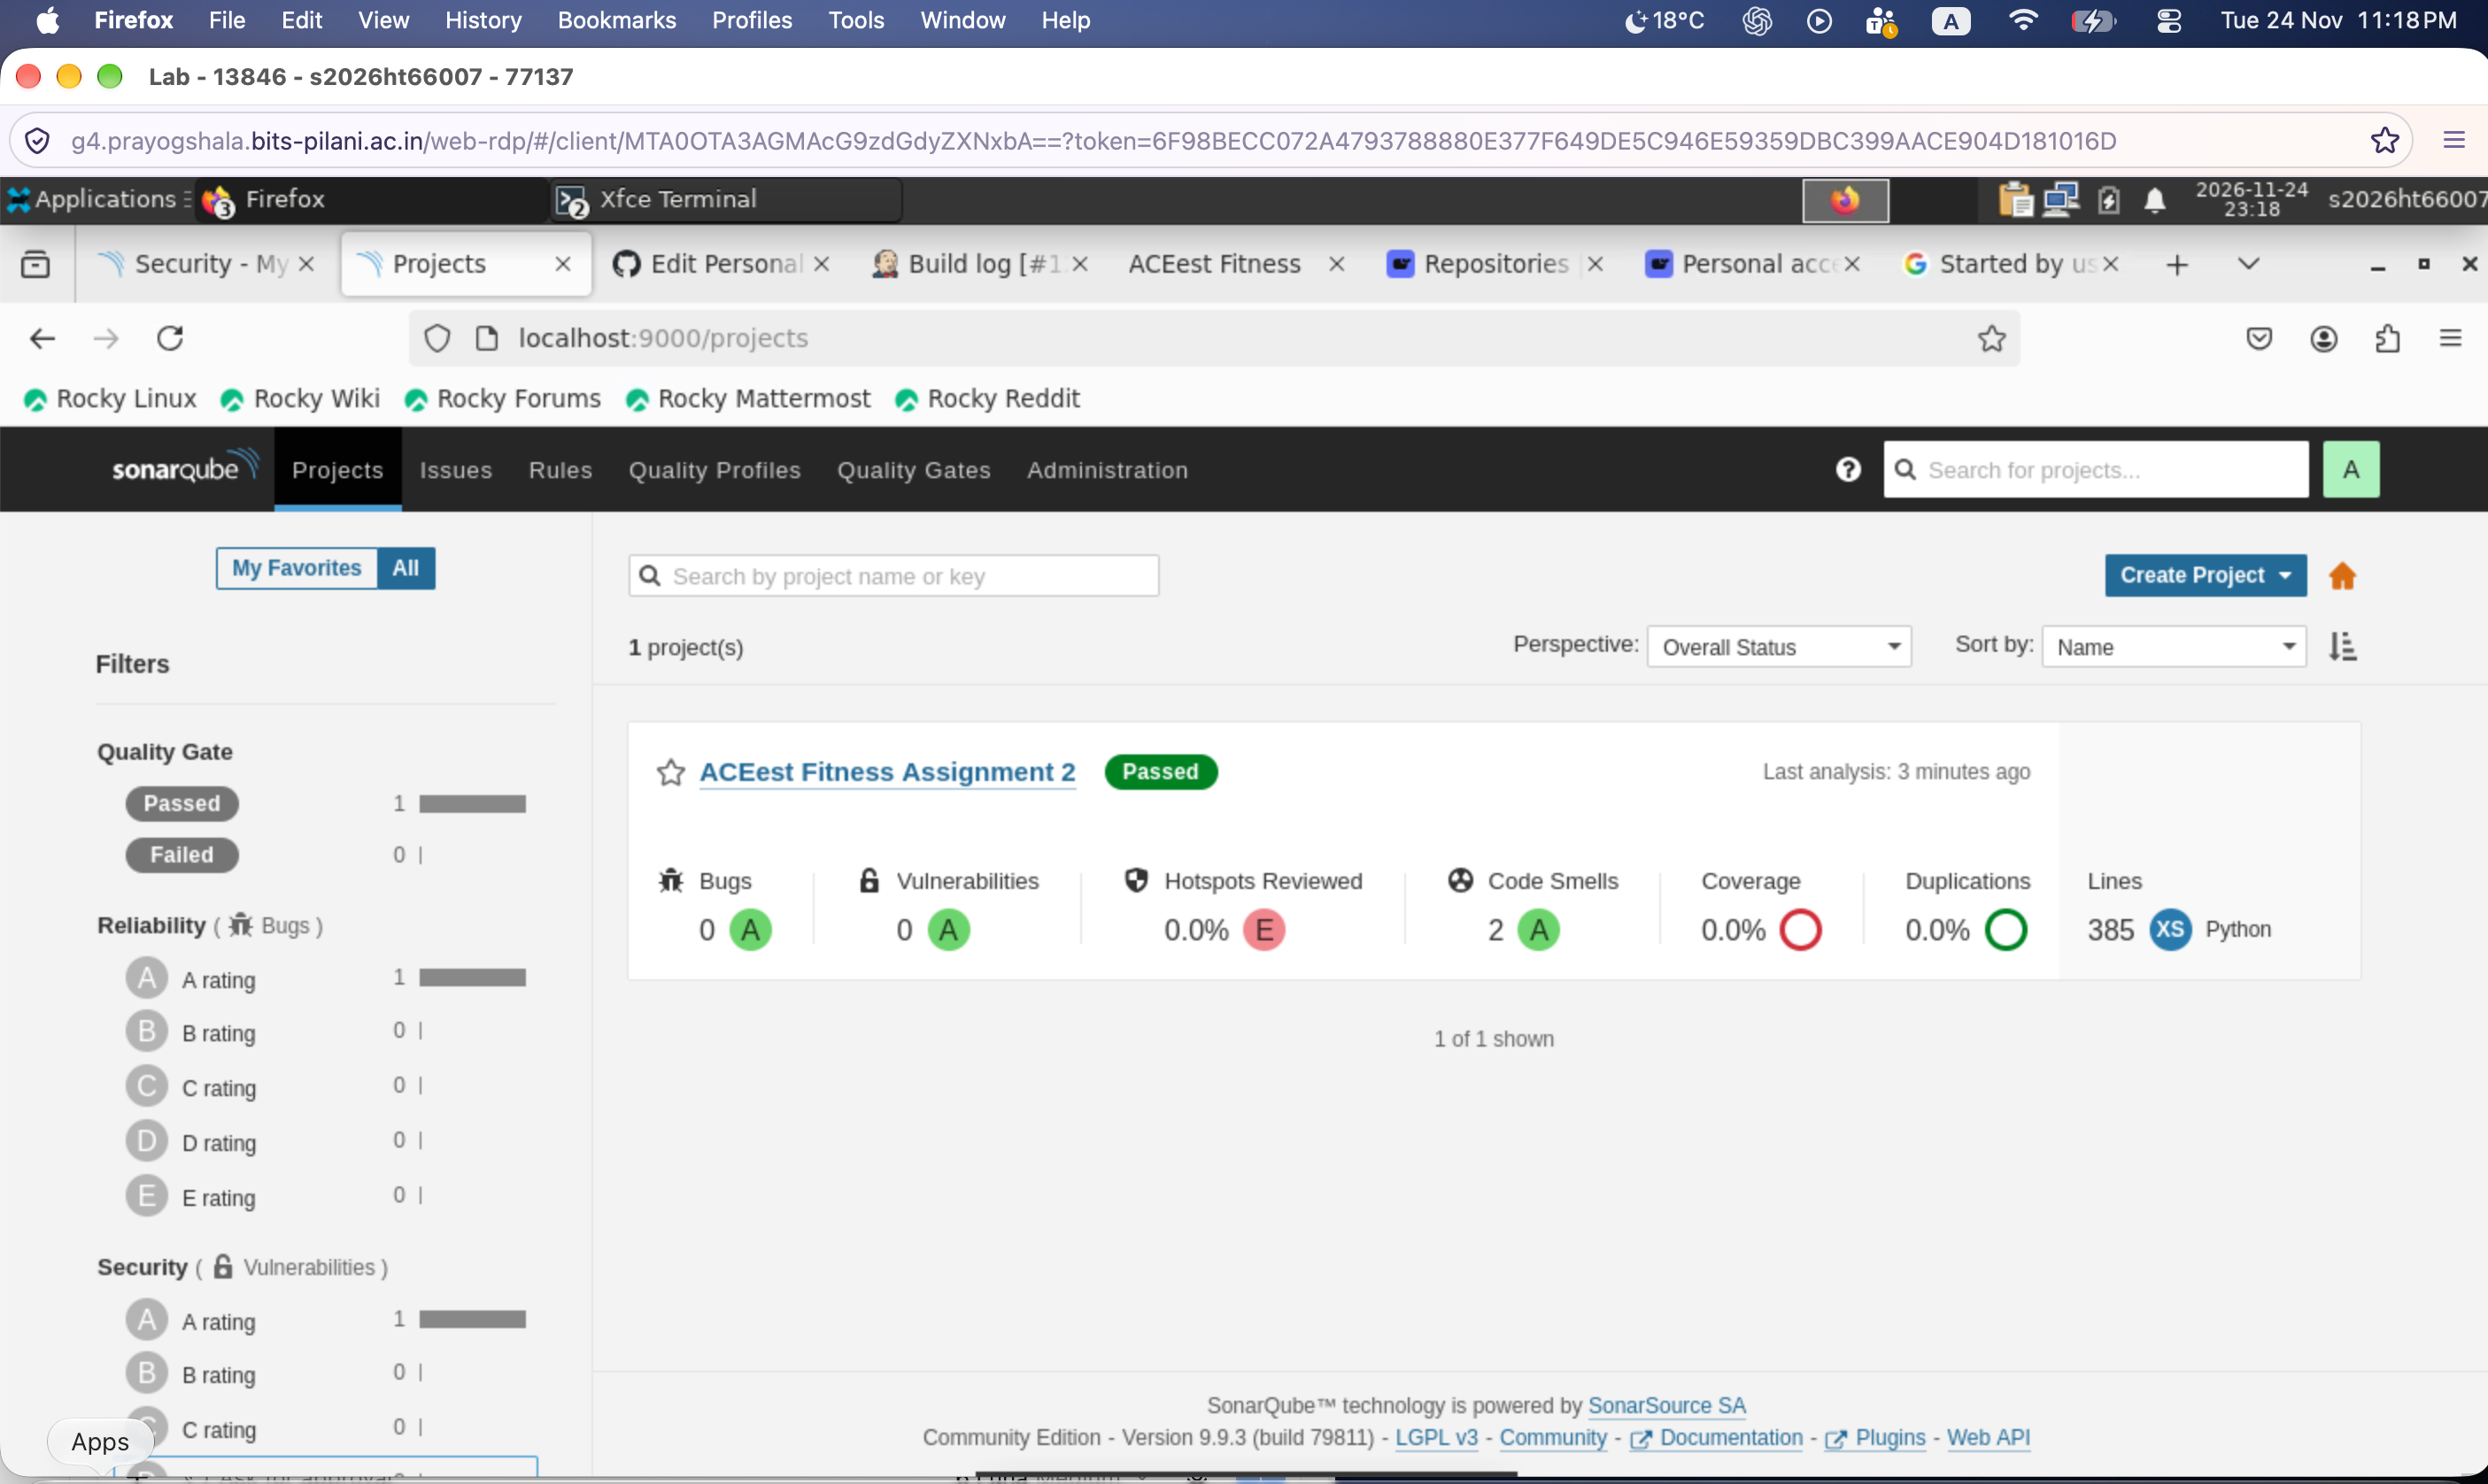 Firefox File Edit View History Bookmarks Profiles Tools Window Help 18°C A Tue 24 Nov 11:18 PM
Lab - 13846 - s2026ht66007 - 77137
g4.prayogshala.bits-pilani.ac.in/web-rdp/#/client/MTA0OTA3AGMAcG9zdGdyZXNxbA==?token=6F98BECC072A4793788880E377F649DE5C946E59359DBC399AACE904D181016D
Applications 3 Firefox 2 Xfce Terminal 2026-11-24 23:18 s2026ht66007
Security - My Projects Edit Personal Build log [#1 ACEest Fitness Repositories Personal acce Started by us
localhost:9000/projects
Rocky Linux Rocky Wiki Rocky Forums Rocky Mattermost Rocky Reddit
sonarqube Projects Issues Rules Quality Profiles Quality Gates Administration ? Search for projects... A
My Favorites All
Search by project name or key Create Project
1 project(s) Perspective: Overall Status Sort by: Name
Filters
Quality Gate
Passed 1
Failed 0
Reliability ( Bugs )
A A rating 1
B B rating 0
C C rating 0
D D rating 0
E E rating 0
Security ( Vulnerabilities )
A A rating 1
B B rating 0
C C rating 0
Apps
ACEest Fitness Assignment 2 Passed Last analysis: 3 minutes ago
Bugs Vulnerabilities Hotspots Reviewed Code Smells Coverage Duplications Lines
0 A 0 A 0.0% E 2 A 0.0% 0.0% 385 XS Python
1 of 1 shown
SonarQube™ technology is powered by SonarSource SA
Community Edition - Version 9.9.3 (build 79811) - LGPL v3 - Community - Documentation - Plugins - Web API